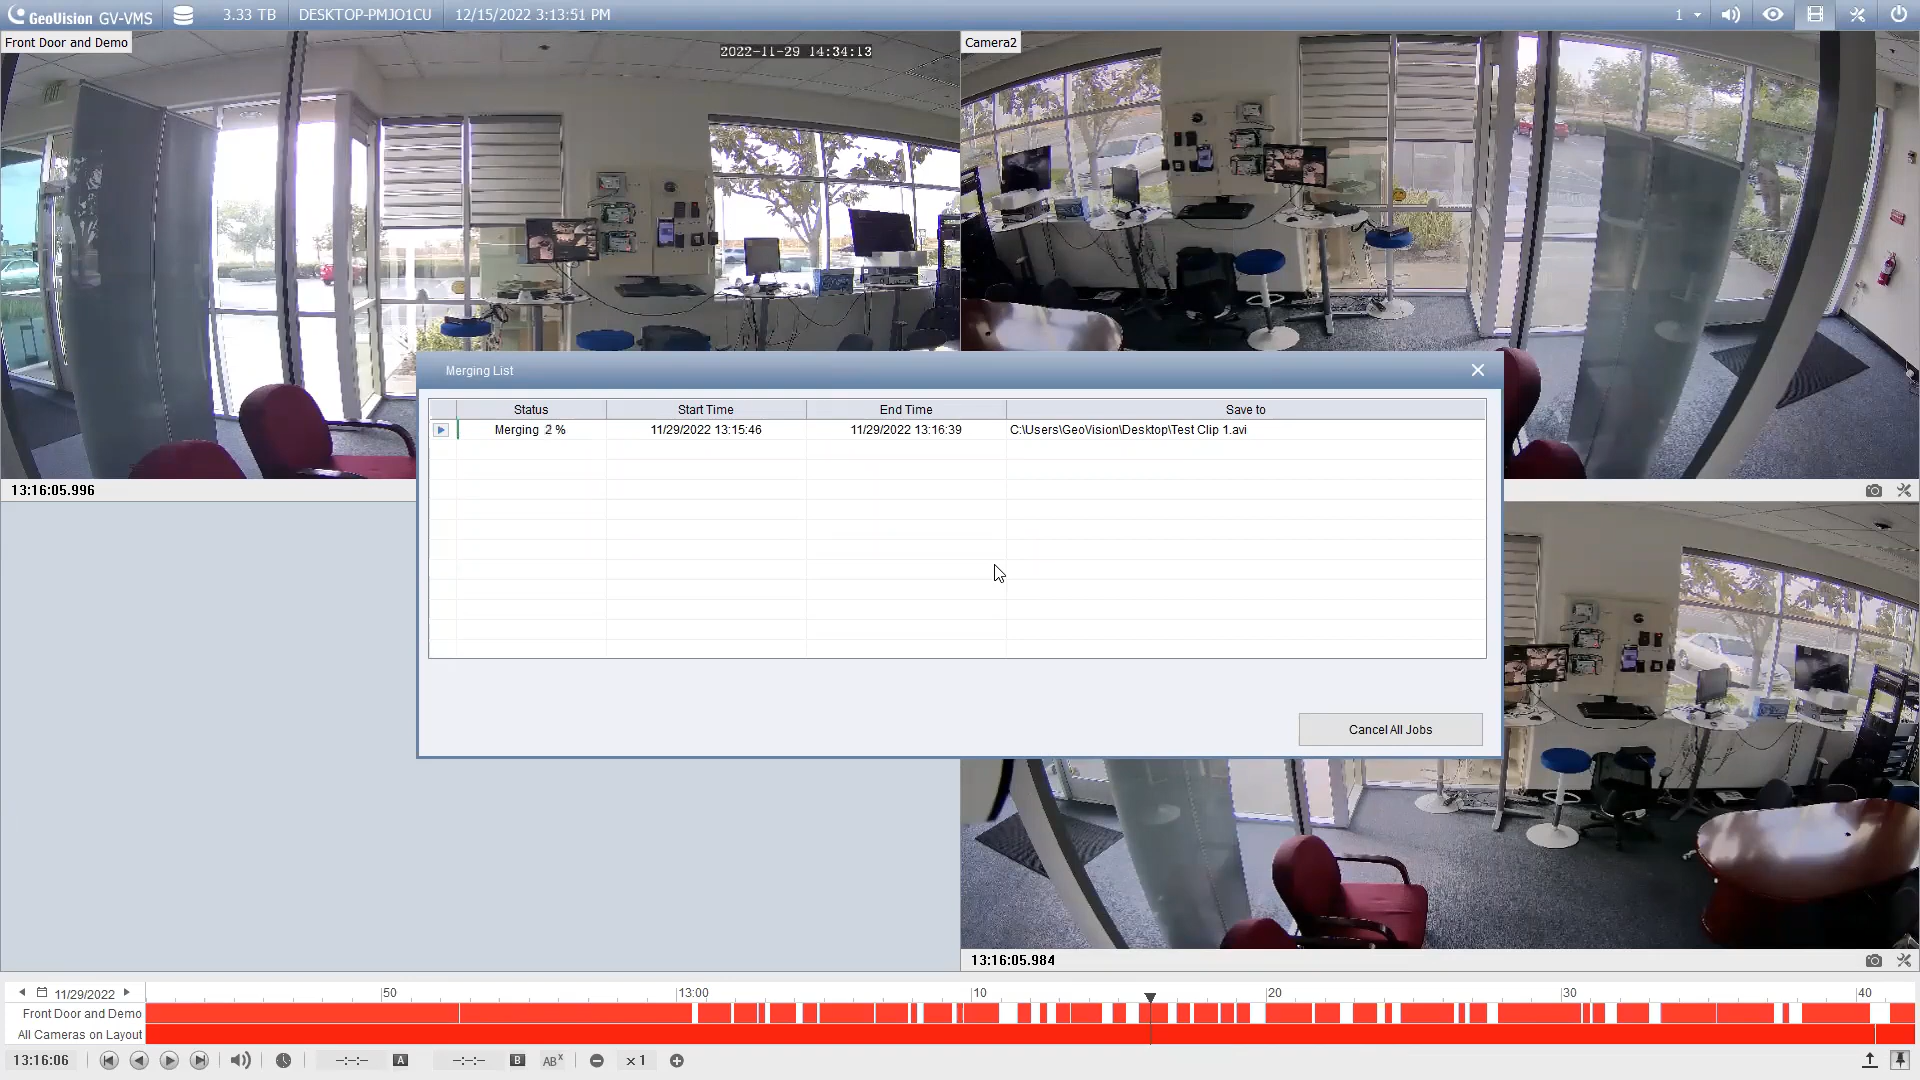 GeoVision GV-VMS 3.33 TB DESKTOP-PMJO1CU 12/15/2022 3:13:51 PM 1
Front Door and Demo
2022-11-29 14:34:13
Camera2
Merging List
Status Start Time End Time Save to
Merging 2 % 11/29/2022 13:15:46 11/29/2022 13:16:39 C:\Users\GeoVision\Desktop\Test Clip 1.avi
Cancel All Jobs
13:16:05.996
13:16:05.984
11/29/2022 50 13:00 10 20 30 40
Front Door and Demo
All Cameras on Layout
13:16:06 --:--:-- A --:--:-- B ABx x 1